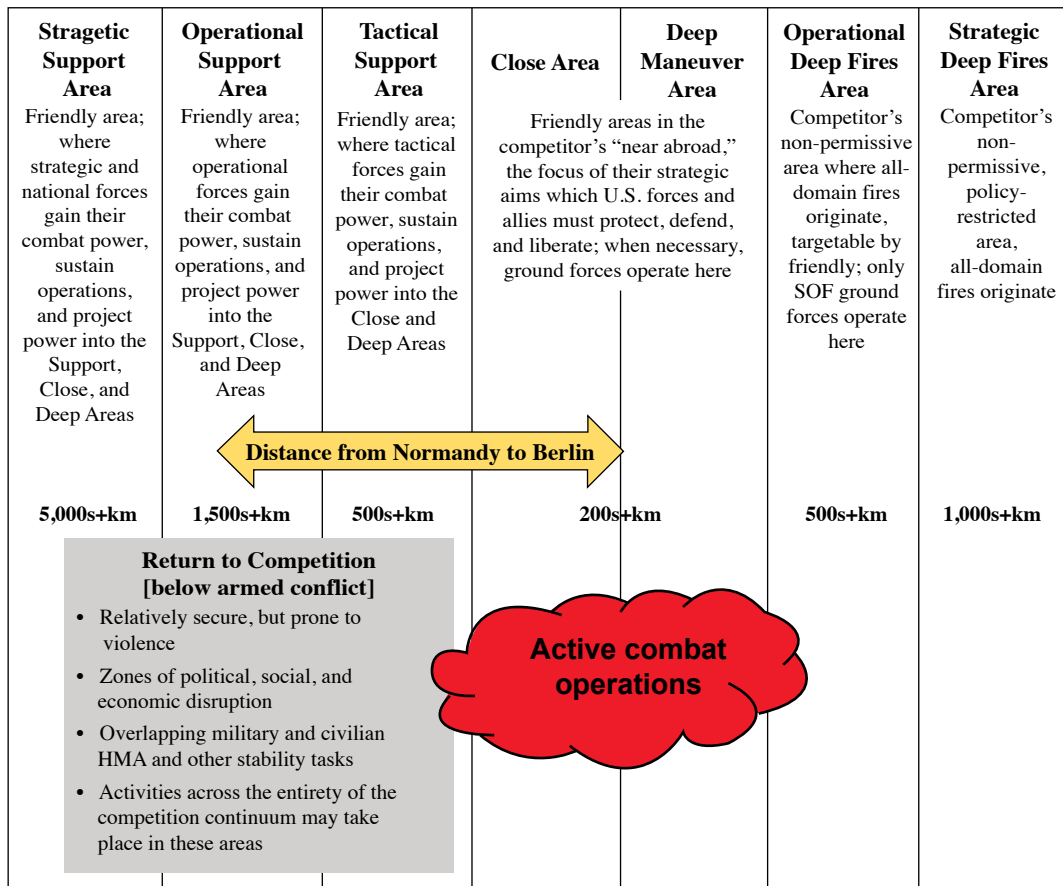 Stragetic
Support
Area
Friendly area;
where
strategic and
national forces
gain their
combat power,
sustain
operations,
and project
power into the
Support,
Close, and
Deep Areas
Operational
Support
Area
Friendly area;
where
operational
forces gain
their combat
power, sustain
operations, and
project power
into the
Support, Close,
and Deep
Areas
Tactical
Support
Area
Friendly area;
where tactical
forces gain
their combat
power, sustain
operations,
and project
power into the
Close and
Deep Areas
Close Area
Deep
Maneuver
Area
Friendly areas in the
competitor’s “near abroad,”
the focus of their strategic
aims which U.S. forces and
allies must protect, defend,
and liberate; when necessary,
ground forces operate here
Operational
Deep Fires
Area
Competitor’s
non-permissive
area where all-
domain fires
originate,
targetable by
friendly; only
SOF ground
forces operate
here
Strategic
Deep Fires
Area
Competitor’s
non-
permissive,
policy-
restricted
area,
all-domain
fires originate
Distance from Normandy to Berlin
5,000s+km
1,500s+km
500s+km
200s+km
500s+km
1,000s+km
Return to Competition
[below armed conflict]
• Relatively secure, but prone to
violence
• Zones of political, social, and
economic disruption
• Overlapping military and civilian
HMA and other stability tasks
• Activities across the entirety of the
competition continuum may take
place in these areas
Active combat
operations